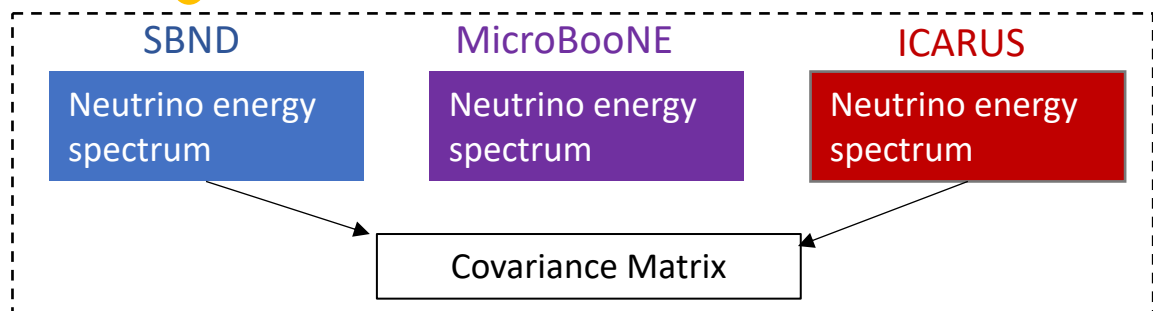 SBND
MicroBooNE
ICARUS
Neutrino energy
spectrum
Neutrino energy
spectrum
Neutrino energy
spectrum
Covariance Matrix